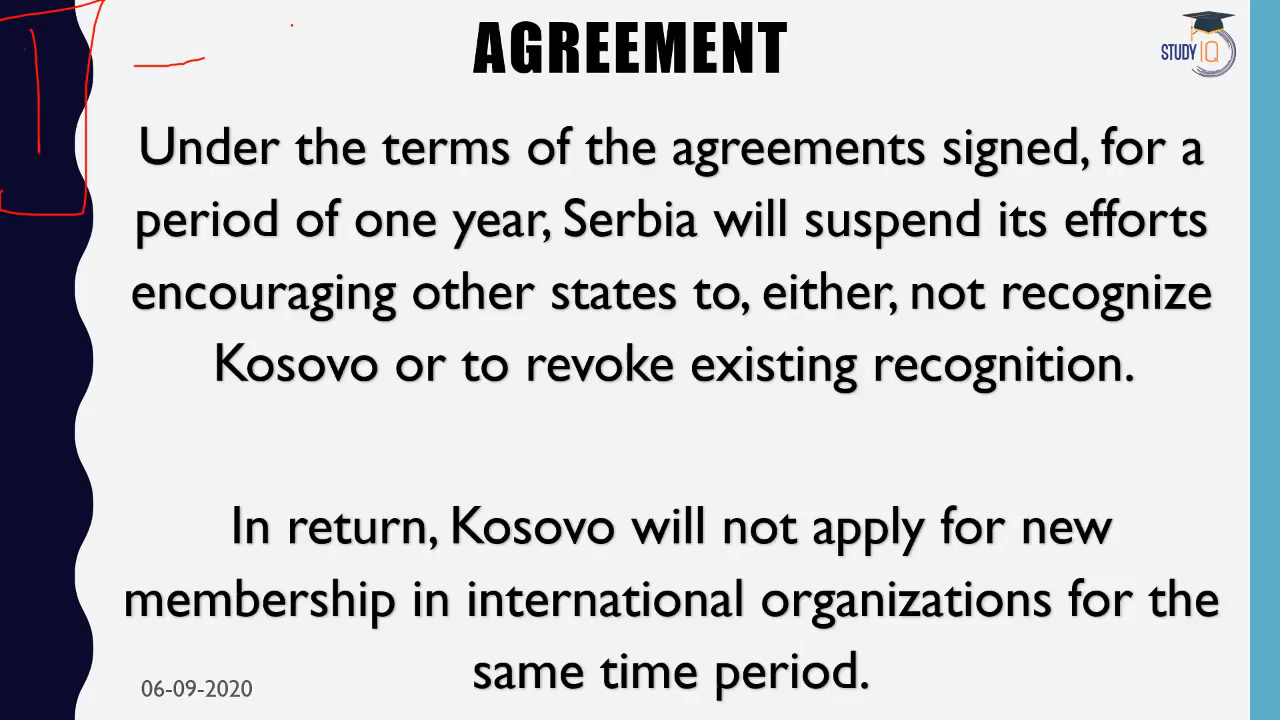 AGREEMENT
STUDY IQ
Under the terms of the agreements signed, for a
period of one year, Serbia will suspend its efforts
encouraging other states to, either, not recognize
Kosovo or to revoke existing recognition.
In return, Kosovo will not apply for new
membership in international organizations for the
same time period.
06-09-2020